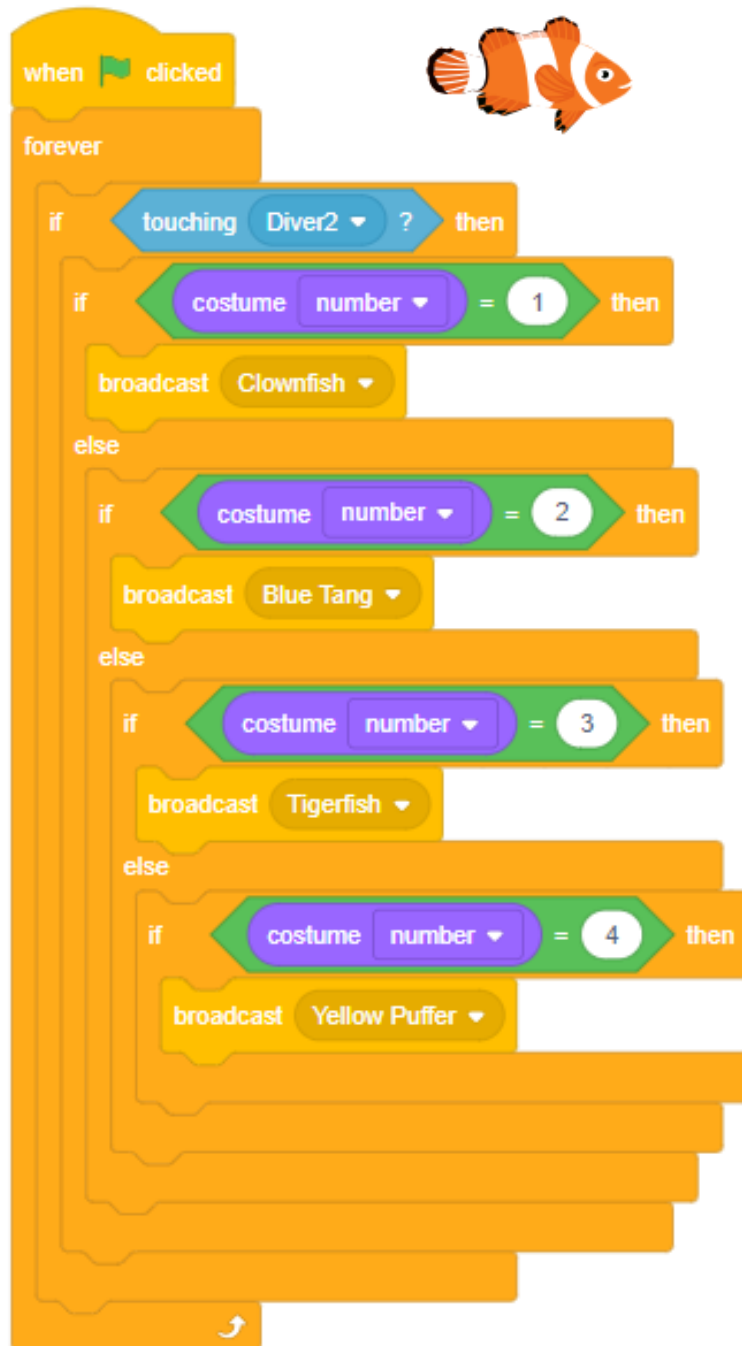 when clicked
forever
if touching Diver2 ? then
if costume number = 1 then
broadcast Clownfish
else
if costume number = 2 then
broadcast Blue Tang
else
if costume number = 3 then
broadcast Tigerfish
else
if costume number = 4 then
broadcast Yellow Puffer